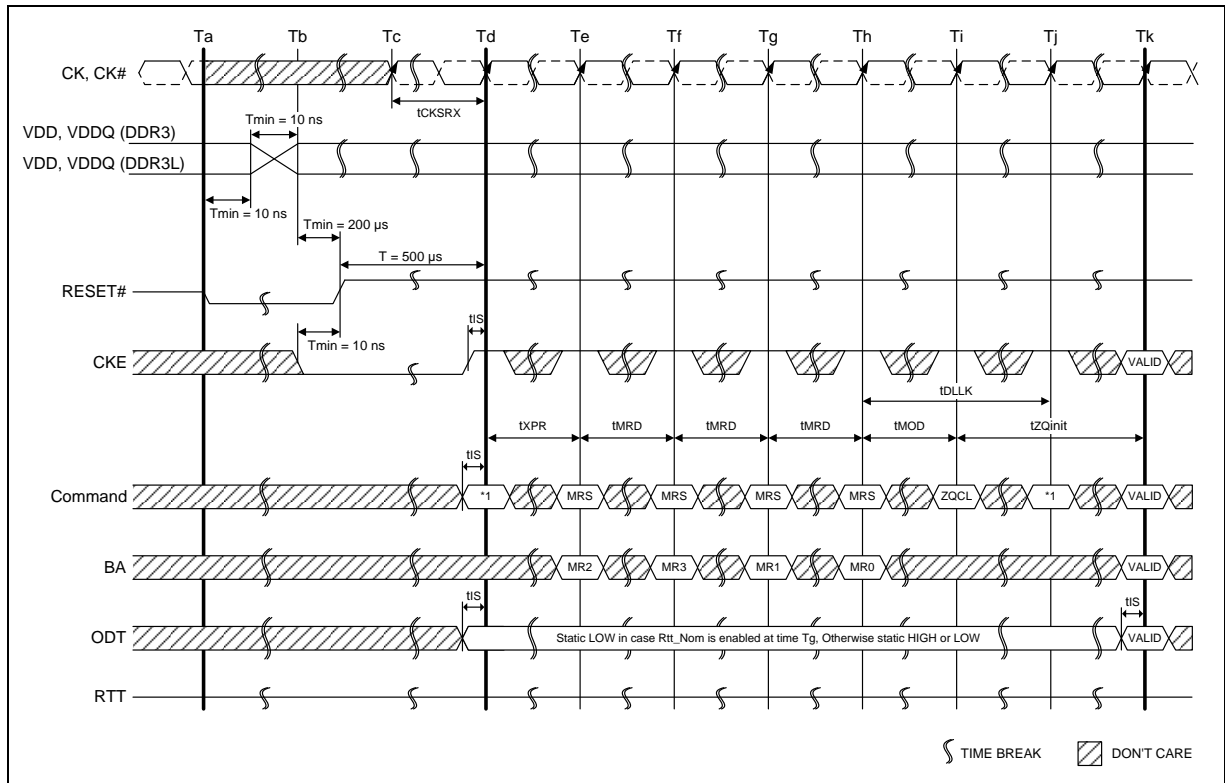 Ta Tb Tc Td Te Tf Tg Th Ti Tj Tk
CK, CK#
tCKSRX
Tmin = 10 ns
VDD, VDDQ (DDR3)
VDD, VDDQ (DDR3L)
Tmin = 10 ns
Tmin = 200 µs
T = 500 µs
RESET#
tIS
Tmin = 10 ns
CKE
VALID
tDLLK
tXPR tMRD tMRD tMRD tMOD tZQinit
tIS
Command
*1 MRS MRS MRS MRS ZQCL *1 VALID
BA
MR2 MR3 MR1 MR0 VALID
tIS
tIS
ODT
Static LOW in case Rtt_Nom is enabled at time Tg, Otherwise static HIGH or LOW
VALID
RTT
TIME BREAK
DON'T CARE